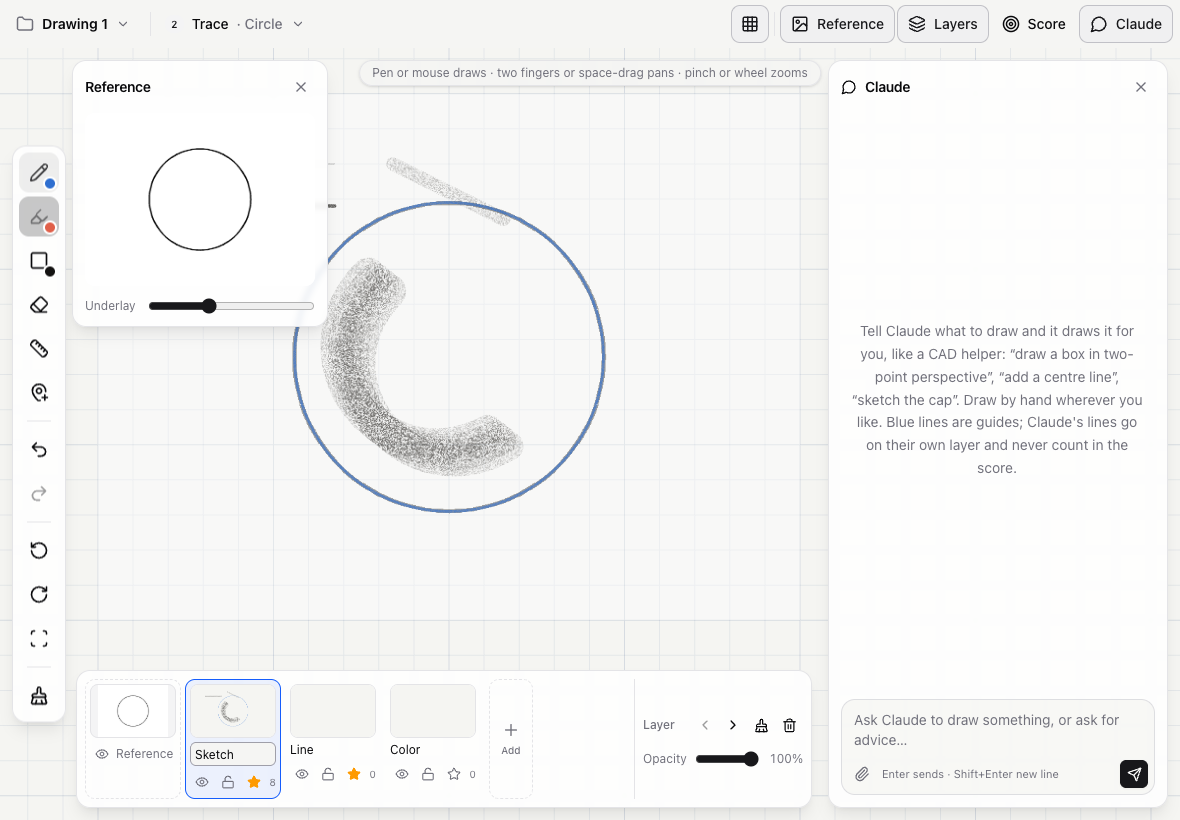 Drawing 1
2 Trace · Circle
Reference
Layers
Score
Claude
Pen or mouse draws · two fingers or space-drag pans · pinch or wheel zooms
Reference
Underlay
Claude
Tell Claude what to draw and it draws it for
you, like a CAD helper: “draw a box in two-
point perspective”, “add a centre line”,
“sketch the cap”. Draw by hand wherever you
like. Blue lines are guides; Claude's lines go
on their own layer and never count in the
score.
Ask Claude to draw something, or ask for
advice…
Enter sends · Shift+Enter new line
Reference
Sketch
8
Line
0
Color
0
Add
Layer
Opacity
100%